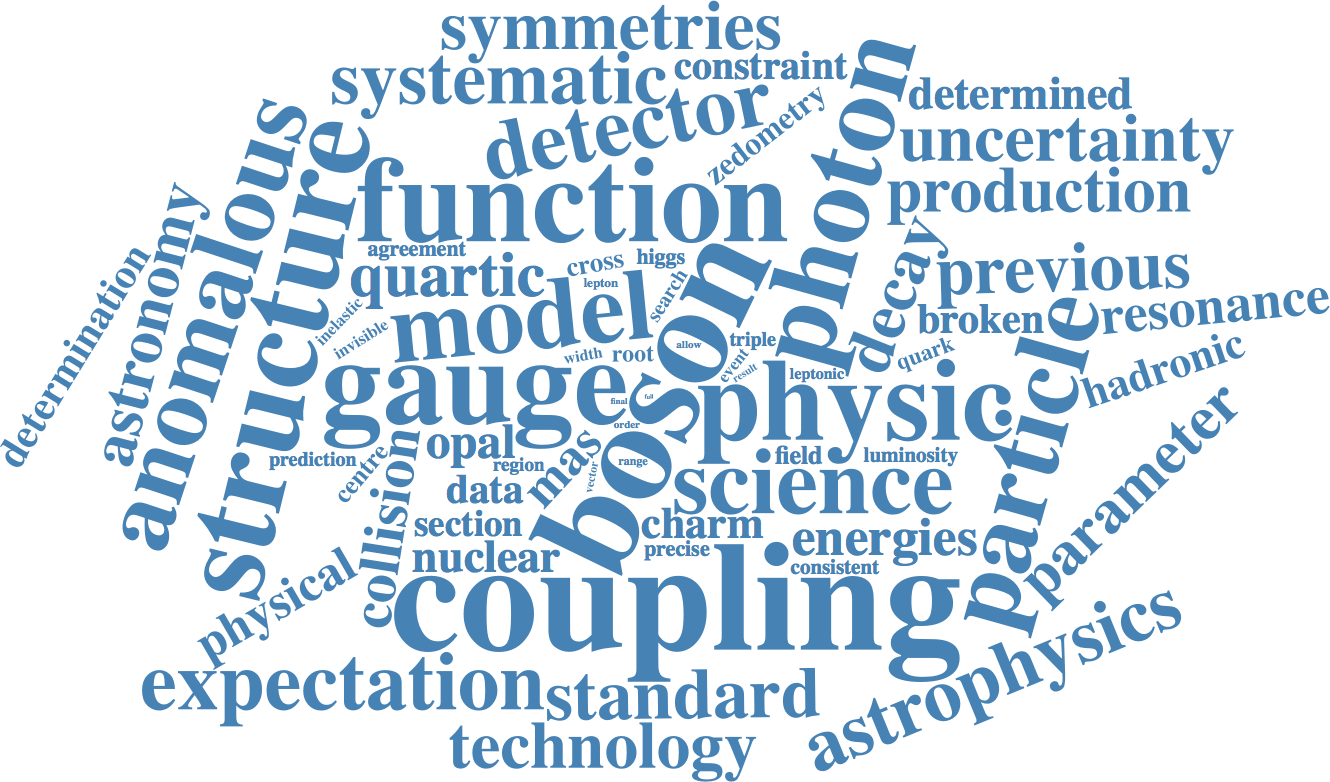 symmetries
systematic
constraint
detector
zedometry
photon
determined
uncertainty
production
anomalous
structure
function
astronomy
determination
agreement
quartic
cross
higgs
lepton
search
model
inelastic
invisible
width
root
boson
allow
triple
event
result
leptonic
decay
quark
previous
broken
resonance
particle
hadronic
parameter
gauge
final
full
order
physic
opal
region
prediction
centre
collision
data
mas
vector
range
field
luminosity
science
section
charm
precise
energies
consistent
nuclear
coupling
physical
expectation
standard
astrophysics
technology